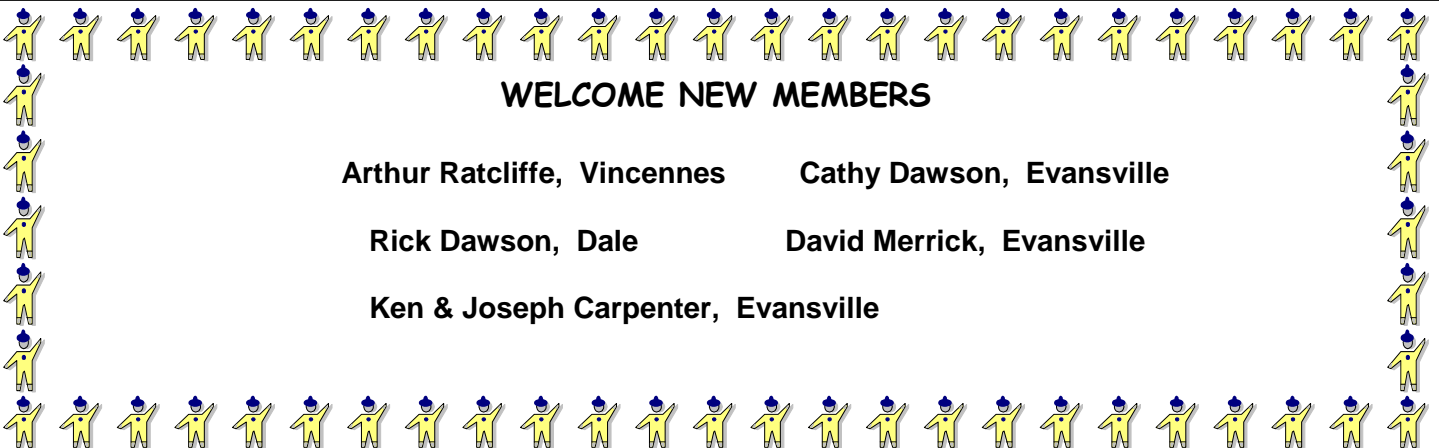 WELCOME NEW MEMBERS
Arthur Ratcliffe, Vincennes Cathy Dawson, Evansville
Rick Dawson, Dale David Merrick, Evansville
Ken & Joseph Carpenter, Evansville